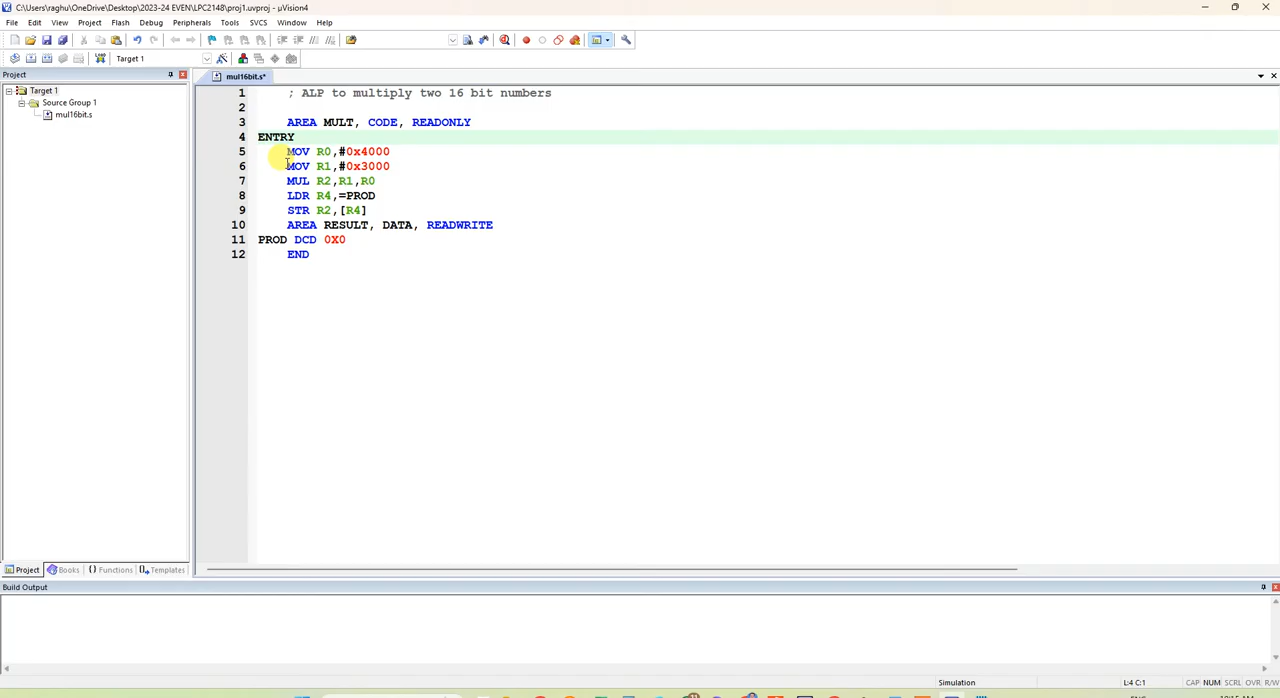 C:\Users\raghu\OneDrive\Desktop\2023-24 EVEN\LPC2148\proj1.uvproj - µVision4
File Edit View Project Flash Debug Peripherals Tools SVCS Window Help
Target 1
Project
mul16bit.s*
Target 1
Source Group 1
mul16bit.s
1 ; ALP to multiply two 16 bit numbers
2
3 AREA MULT, CODE, READONLY
4 ENTRY
5 MOV R0,#0x4000
6 MOV R1,#0x3000
7 MUL R2,R1,R0
8 LDR R4,=PROD
9 STR R2,[R4]
10 AREA RESULT, DATA, READWRITE
11 PROD DCD 0X0
12 END
Project Books {} Functions Templates
Build Output
Simulation L:4 C:1 CAP NUM SCRL OVR R/W